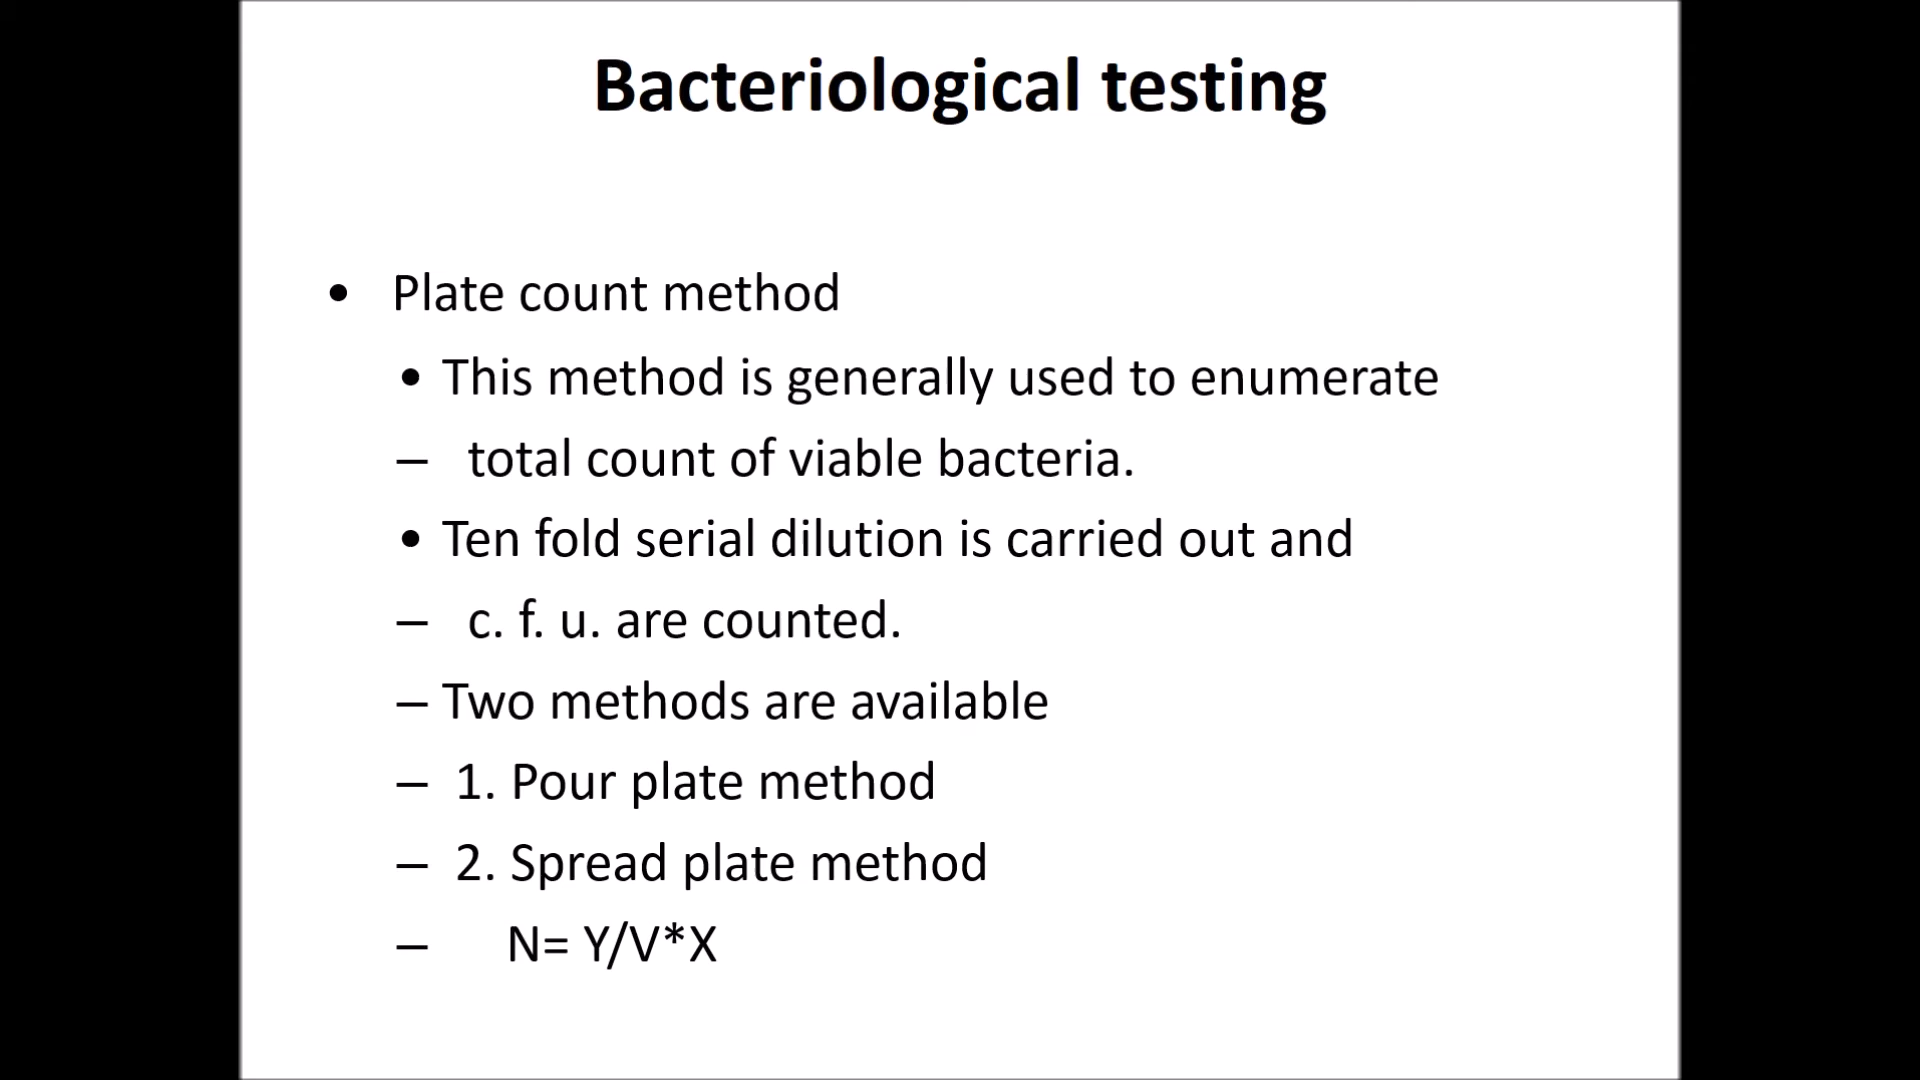 Bacteriological testing
• Plate count method
• This method is generally used to enumerate
– total count of viable bacteria.
• Ten fold serial dilution is carried out and
– c. f. u. are counted.
– Two methods are available
– 1. Pour plate method
– 2. Spread plate method
– N= Y/V*X